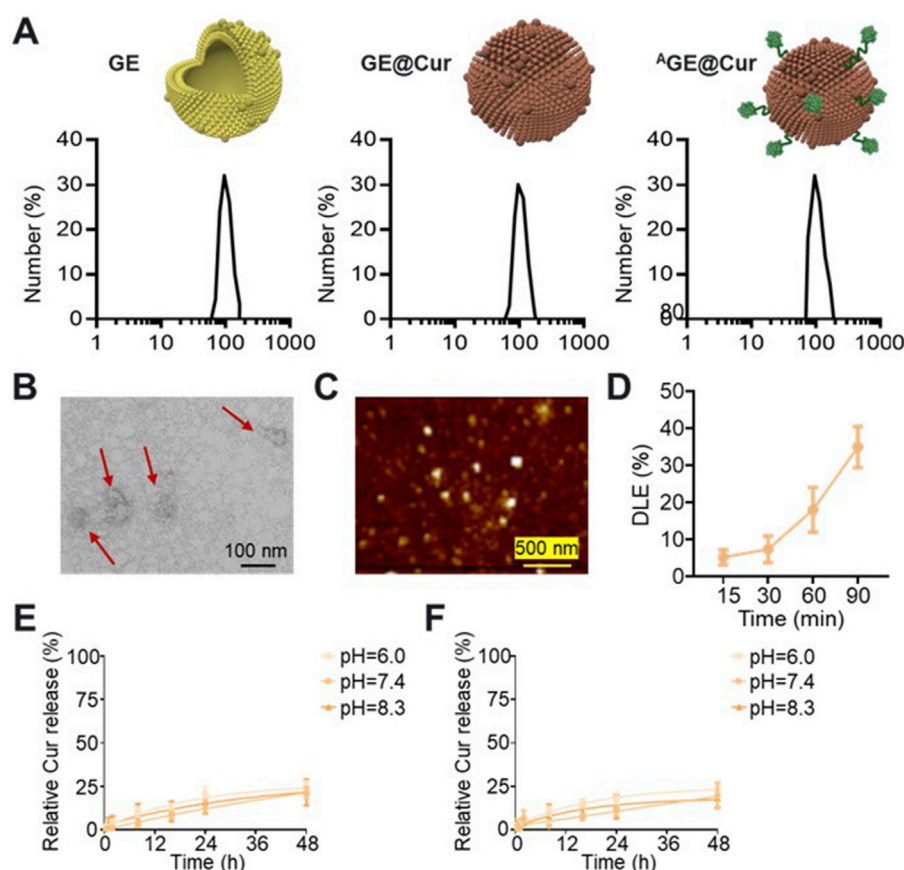 A
GE
GE@Cur
ᴬGE@Cur
Number (%)
40
30
20
10
0
1 10 100 1000
Number (%)
40
30
20
10
0
1 10 100 1000
Number (%)
40
30
20
10
80
1 10 100 1000
B
100 nm
C
500 nm
D
DLE (%)
50
40
30
20
10
0
15 30 60 90
Time (min)
E
Relative Cur release (%)
100
75
50
25
0
0 12 24 36 48
Time (h)
pH=6.0
pH=7.4
pH=8.3
F
Relative Cur release (%)
100
75
50
25
0
0 12 24 36 48
Time (h)
pH=6.0
pH=7.4
pH=8.3